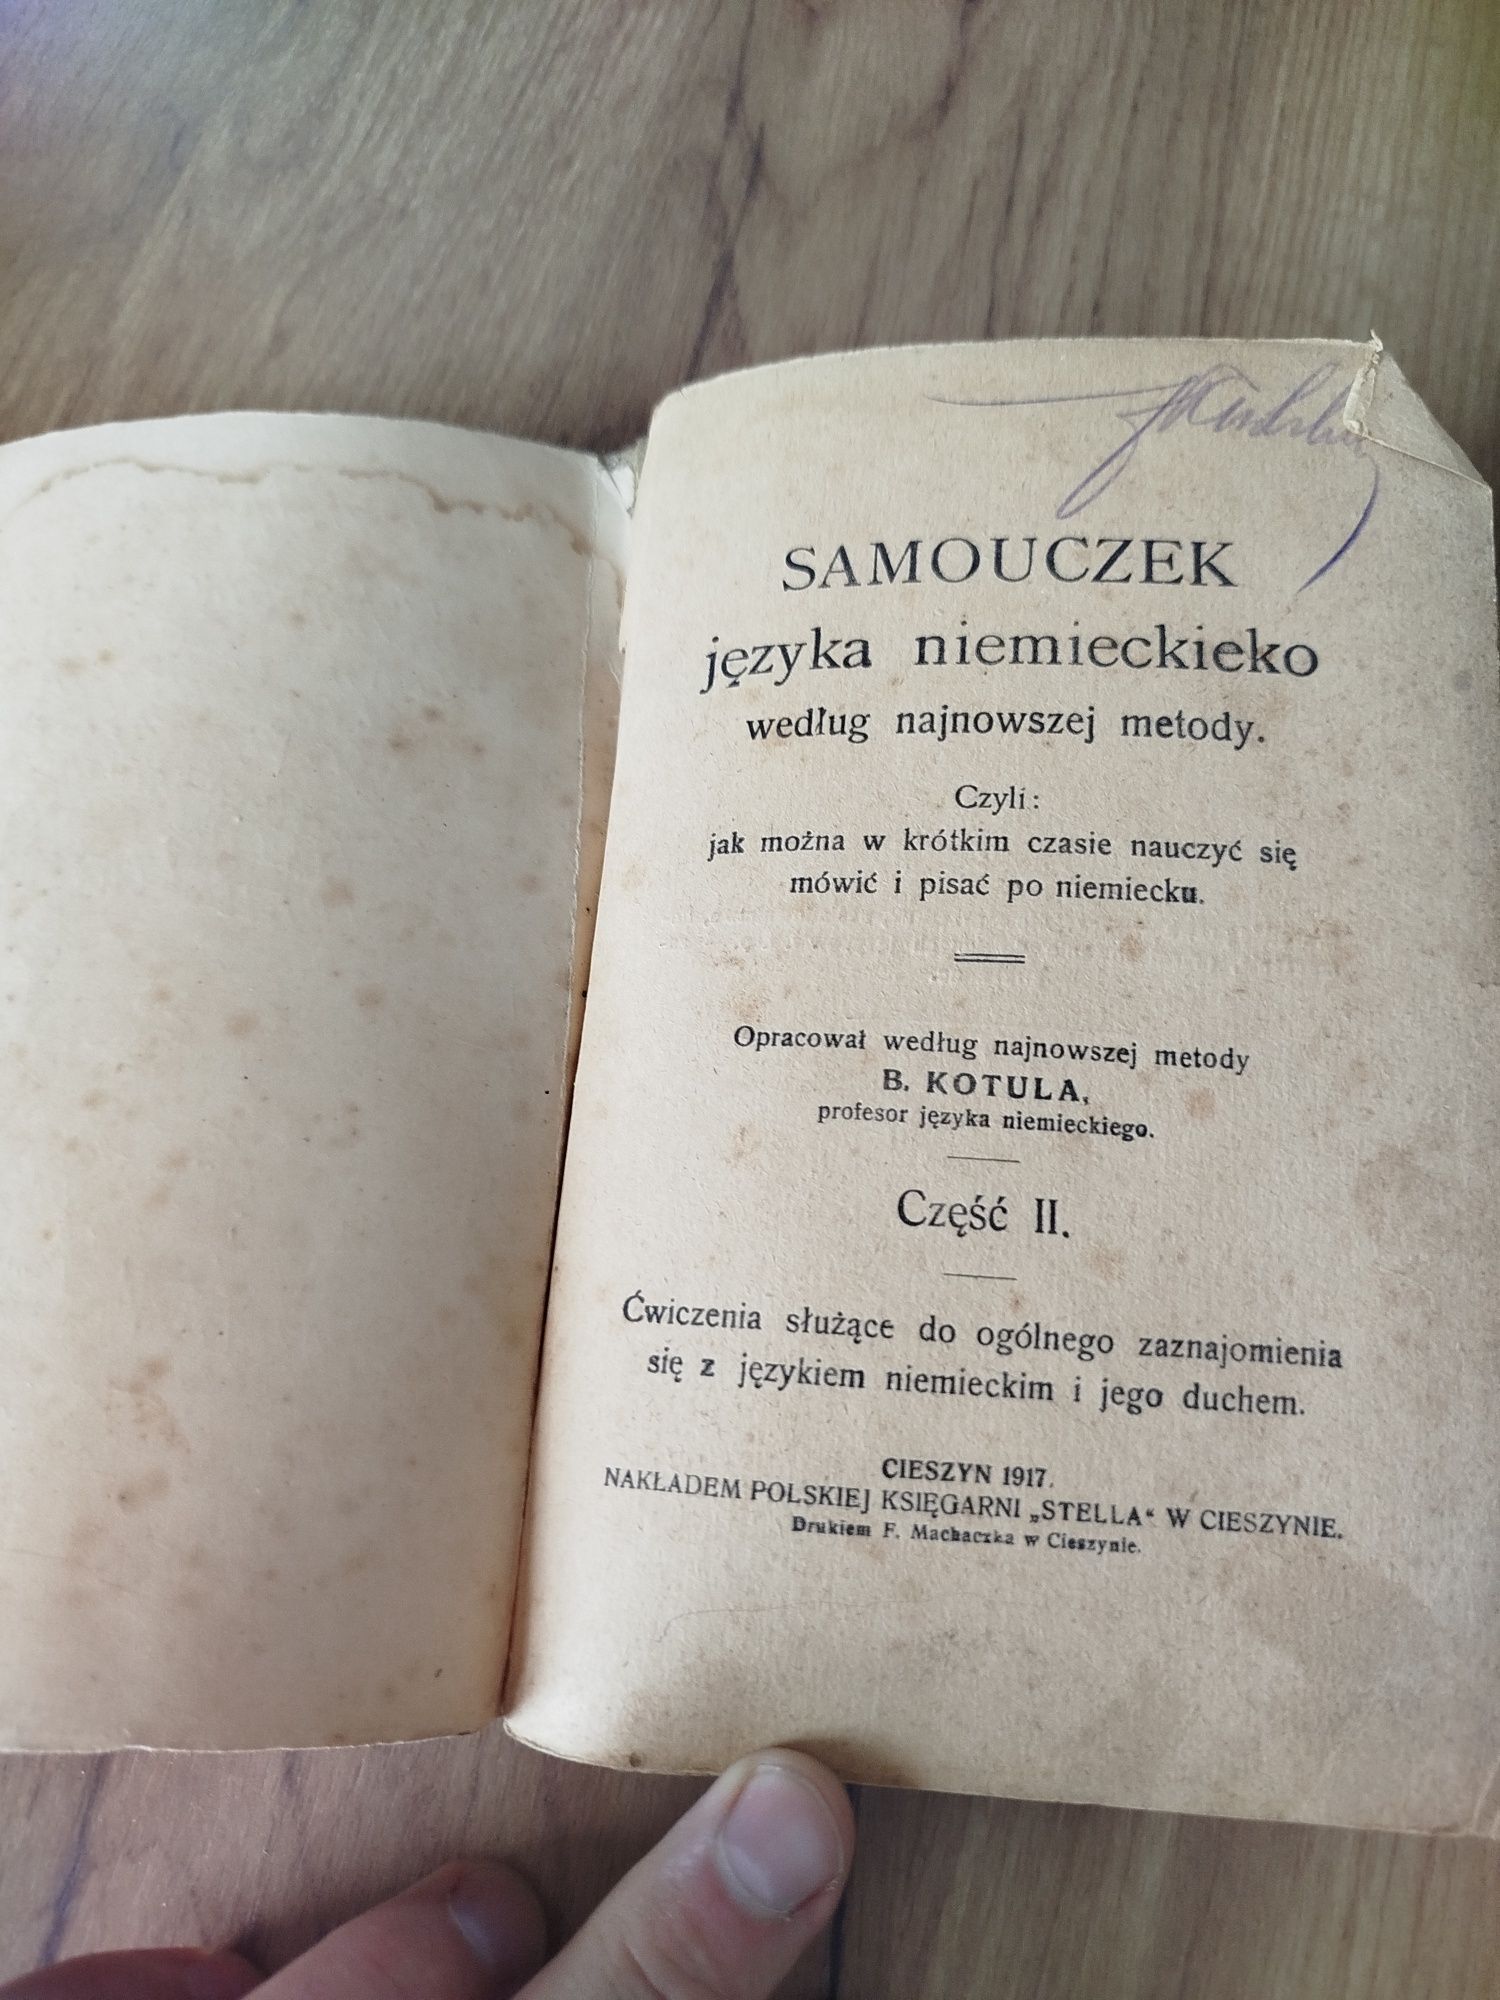 SAMOUCZEK
języka niemieckieko
według najnowszej metody.
Czyli:
jak można w krótkim czasie nauczyć się
mówić i pisać po niemiecku.
Opracował według najnowszej metody
B. KOTULA,
profesor języka niemieckiego.
Część II.
Ćwiczenia służące do ogólnego zaznajomienia
się z językiem niemieckim i jego duchem.
CIESZYN 1917.
NAKŁADEM POLSKIEJ KSIĘGARNI „STELLA“ W CIESZYNIE.
Drukiem F. Machaczka w Cieszynie.